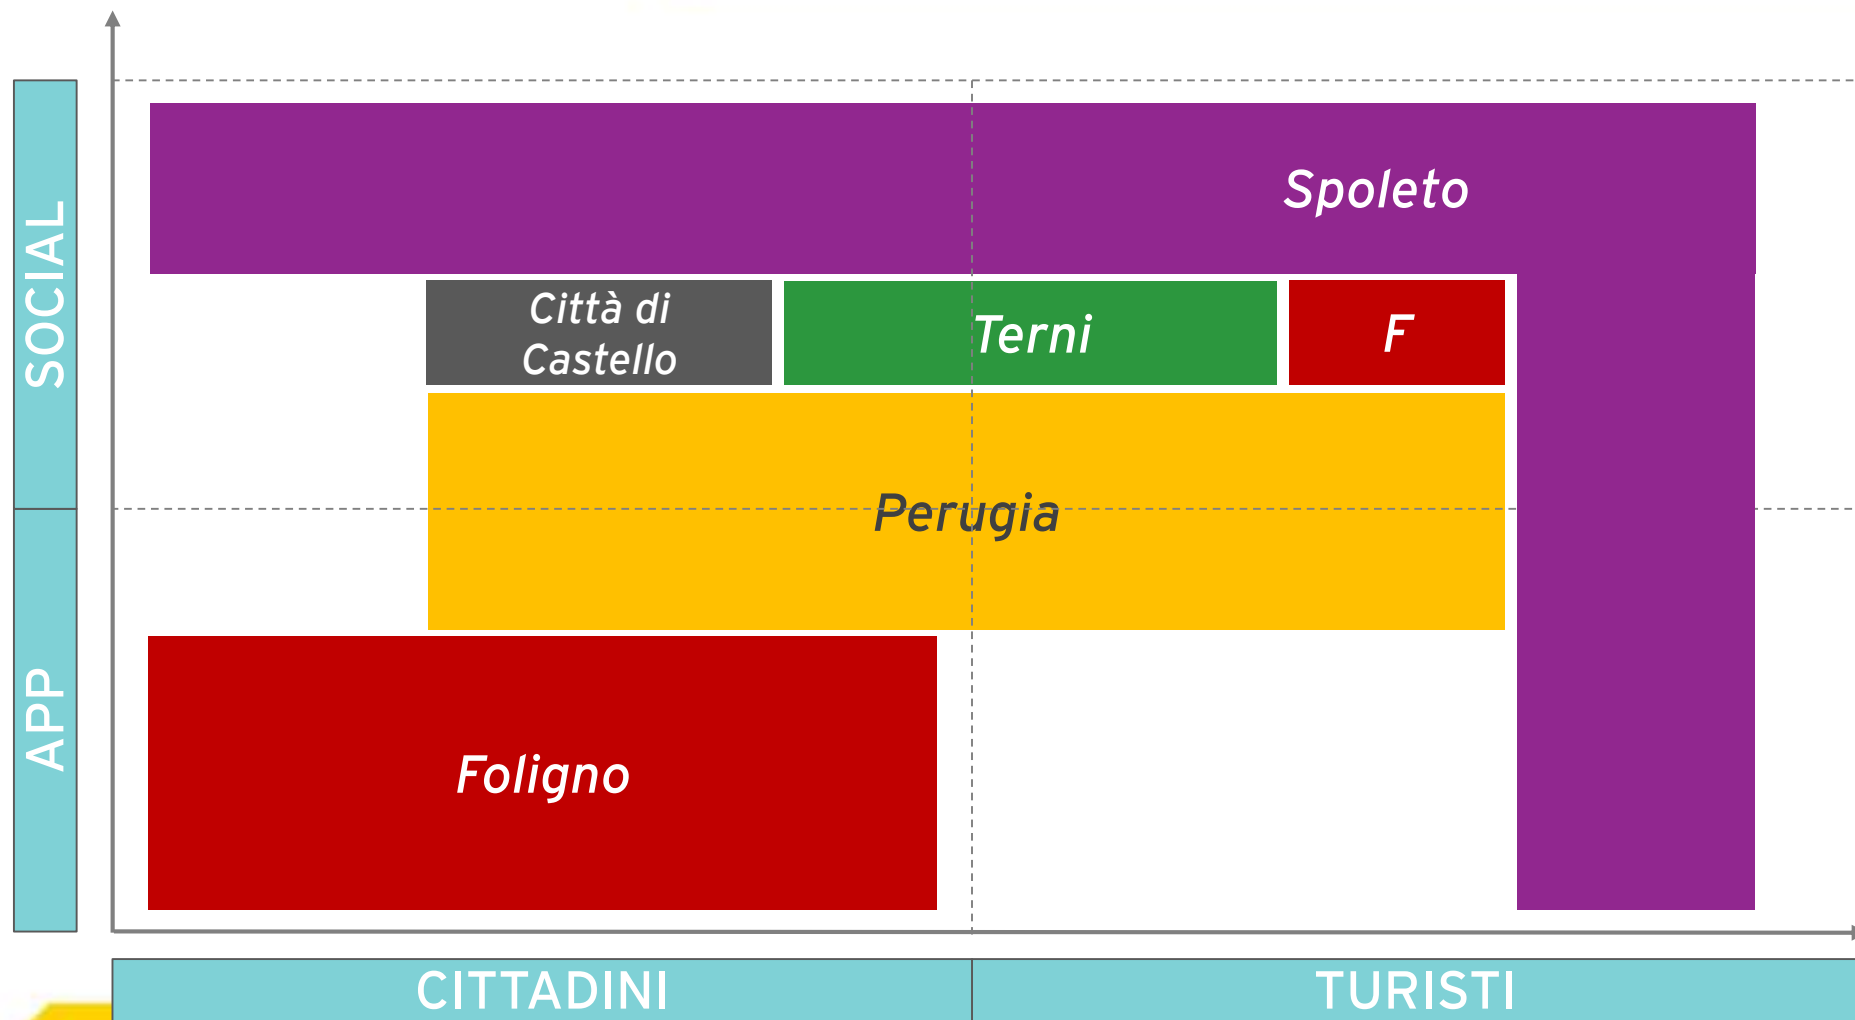 SOCIAL
APP
Spoleto
Città di
Castello
Terni
F
Perugia
Foligno
CITTADINI
TURISTI